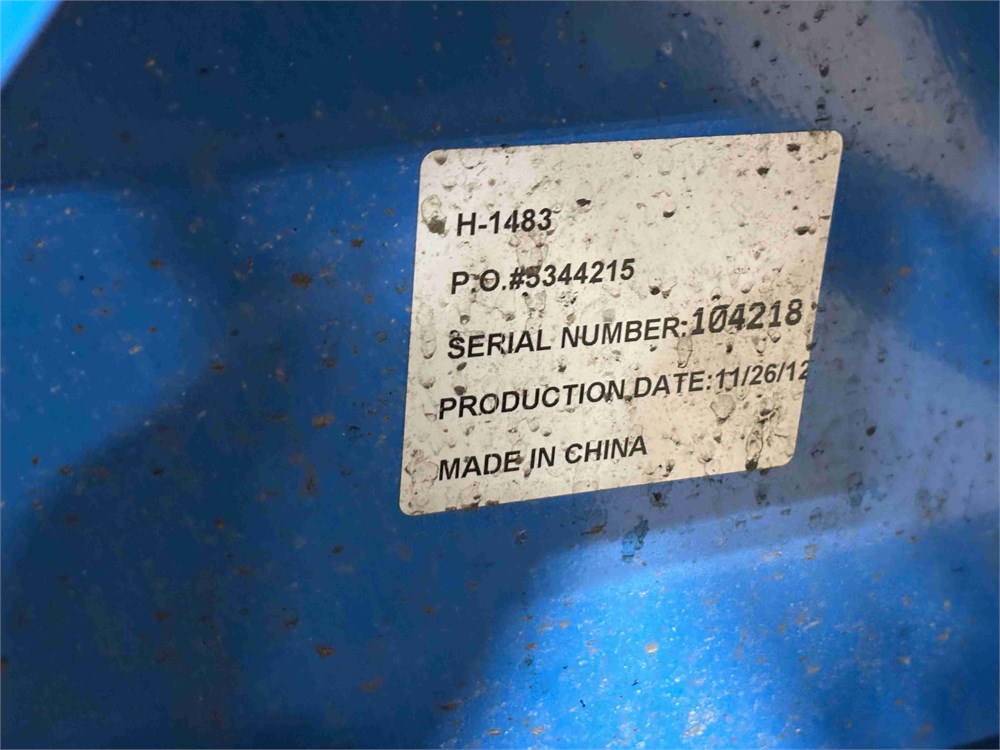 H-1483
P.O.#5344215
SERIAL NUMBER:104218
PRODUCTION DATE:11/26/12
MADE IN CHINA